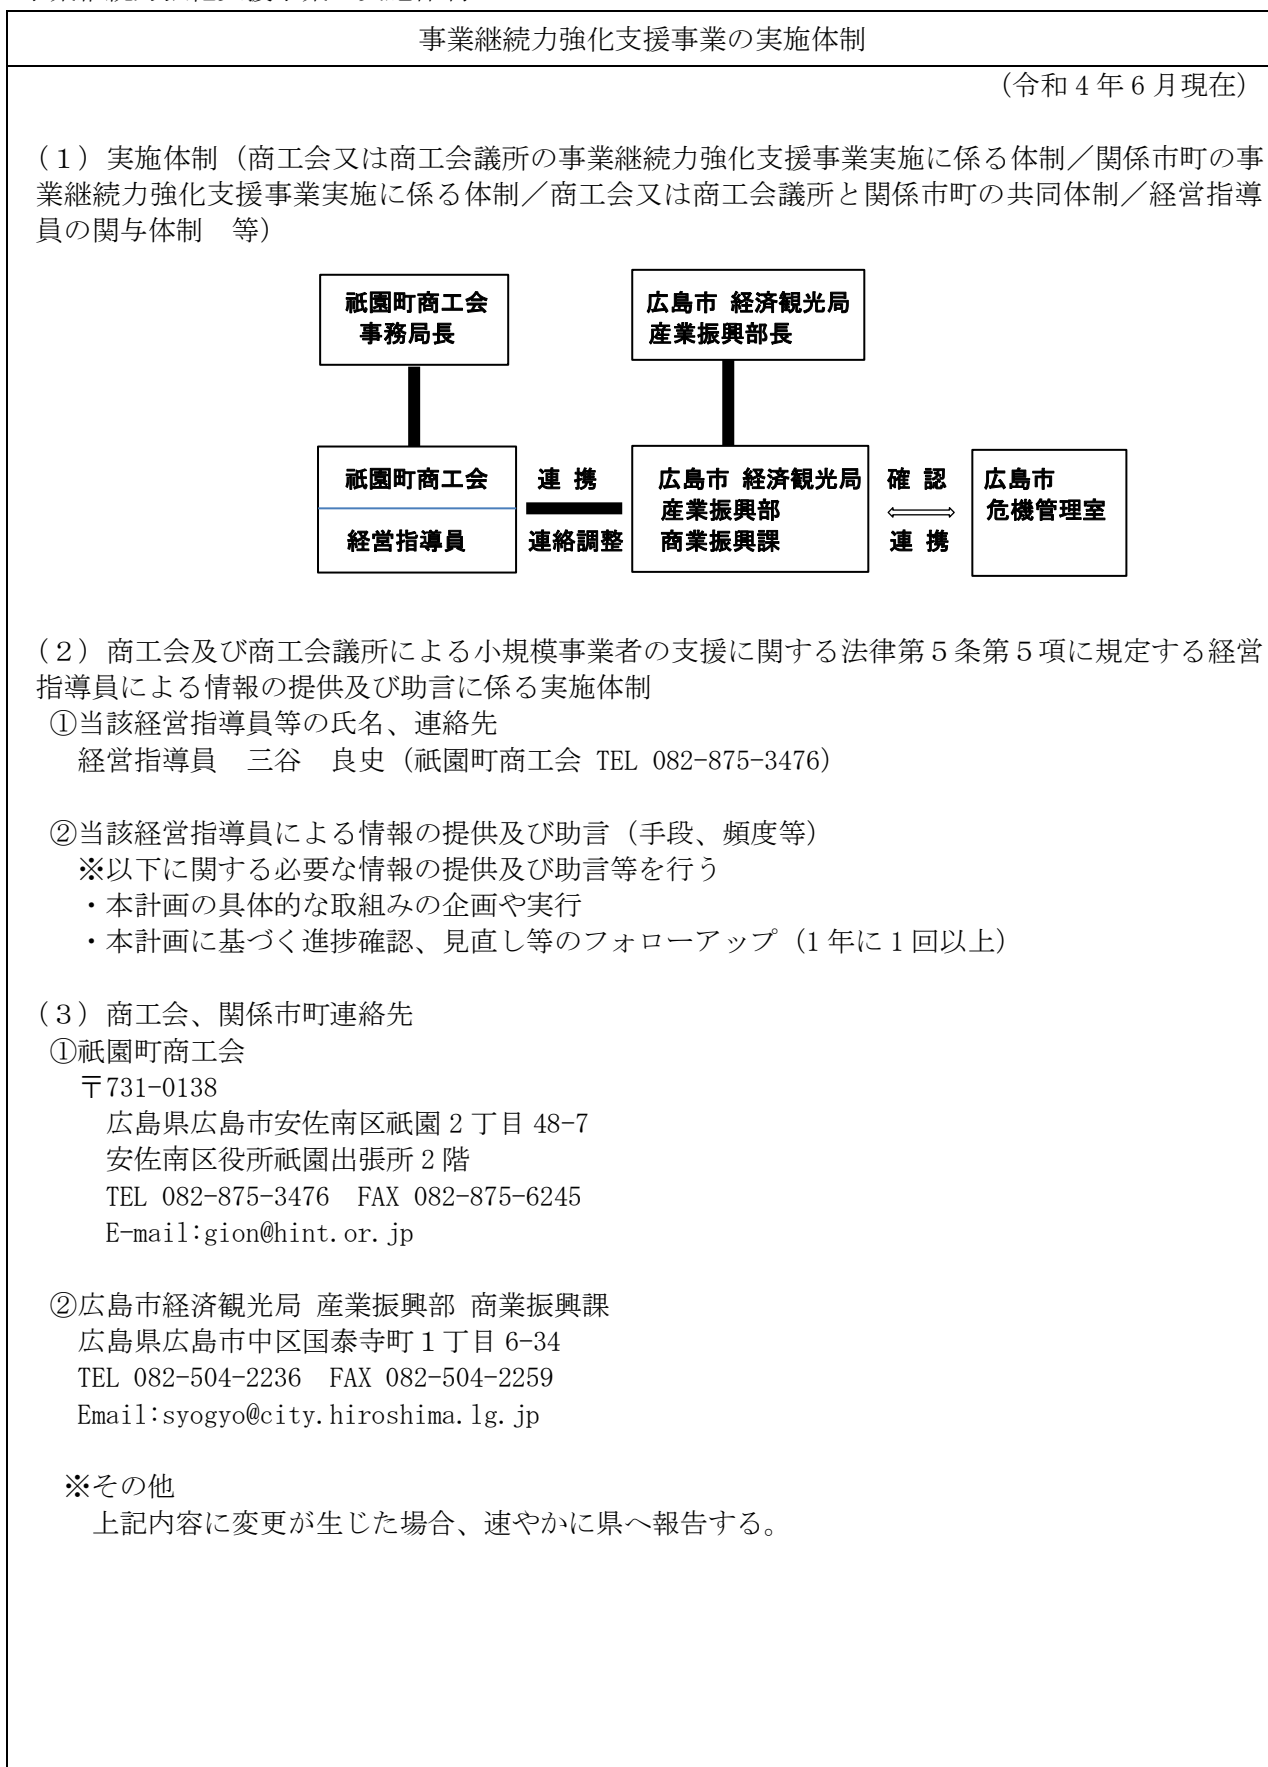 事業継続力強化支援事業の実施体制
（令和４年６月現在）
（１）実施体制（商工会又は商工会議所の事業継続力強化支援事業実施に係る体制／関係市町の事
業継続力強化支援事業実施に係る体制／商工会又は商工会議所と関係市町の共同体制／経営指導
員の関与体制　等）
祇園町商工会
事務局長
広島市 経済観光局
産業振興部長
祇園町商工会
経営指導員
連 携
連絡調整
広島市 経済観光局
産業振興部
商業振興課
確 認
連 携
広島市
危機管理室
（２）商工会及び商工会議所による小規模事業者の支援に関する法律第５条第５項に規定する経営
指導員による情報の提供及び助言に係る実施体制
①当該経営指導員等の氏名、連絡先
経営指導員　三谷　良史（祇園町商工会 TEL 082-875-3476）
②当該経営指導員による情報の提供及び助言（手段、頻度等）
※以下に関する必要な情報の提供及び助言等を行う
・本計画の具体的な取組みの企画や実行
・本計画に基づく進捗確認、見直し等のフォローアップ（1 年に 1 回以上）
（３）商工会、関係市町連絡先
①祇園町商工会
〒731-0138
広島県広島市安佐南区祇園 2 丁目 48-7
安佐南区役所祇園出張所 2 階
TEL 082-875-3476　FAX 082-875-6245
E-mail:gion@hint.or.jp
②広島市経済観光局 産業振興部 商業振興課
広島県広島市中区国泰寺町１丁目 6-34
TEL 082-504-2236　FAX 082-504-2259
Email:syogyo@city.hiroshima.lg.jp
※その他
上記内容に変更が生じた場合、速やかに県へ報告する。